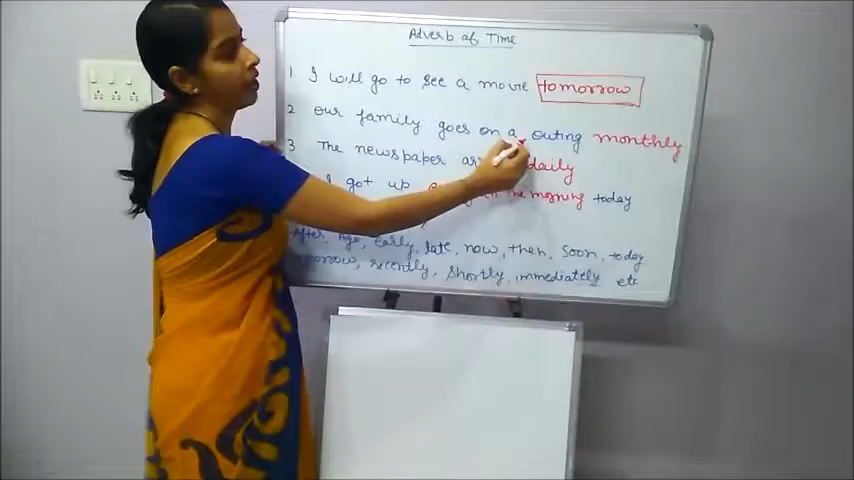 Adverb of Time
1. I will go to see a movie tomorrow
2 our family goes on a outing monthly
3 The newspaper daily
I got up the morning today
After, Ago, early, late, now, then, soon, today
recently, shortly, immediately etc